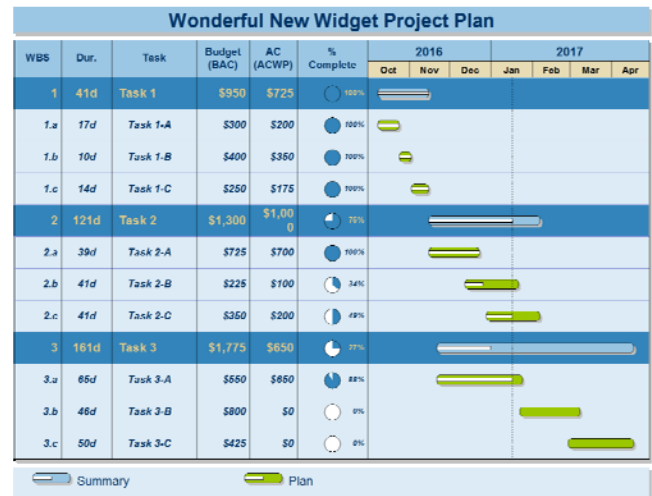 Wonderful New Widget Project Plan
WBS Dur. Task Budget (BAC) AC (ACWP) % Complete 2016 2017
Oct Nov Dec Jan Feb Mar Apr
1 41d Task 1 $950 $725 100%
1.a 17d Task 1-A $300 $200 100%
1.b 10d Task 1-B $400 $350 100%
1.c 14d Task 1-C $250 $175 100%
2 121d Task 2 $1,300 $1,000 75%
2.a 39d Task 2-A $725 $700 100%
2.b 41d Task 2-B $225 $100 34%
2.c 41d Task 2-C $350 $200 49%
3 161d Task 3 $1,775 $650
3.a 65d Task 3-A $550 $650 88%
3.b 46d Task 3-B $800 $0 0%
3.c 50d Task 3-C $425 $0 0%
Summary Plan